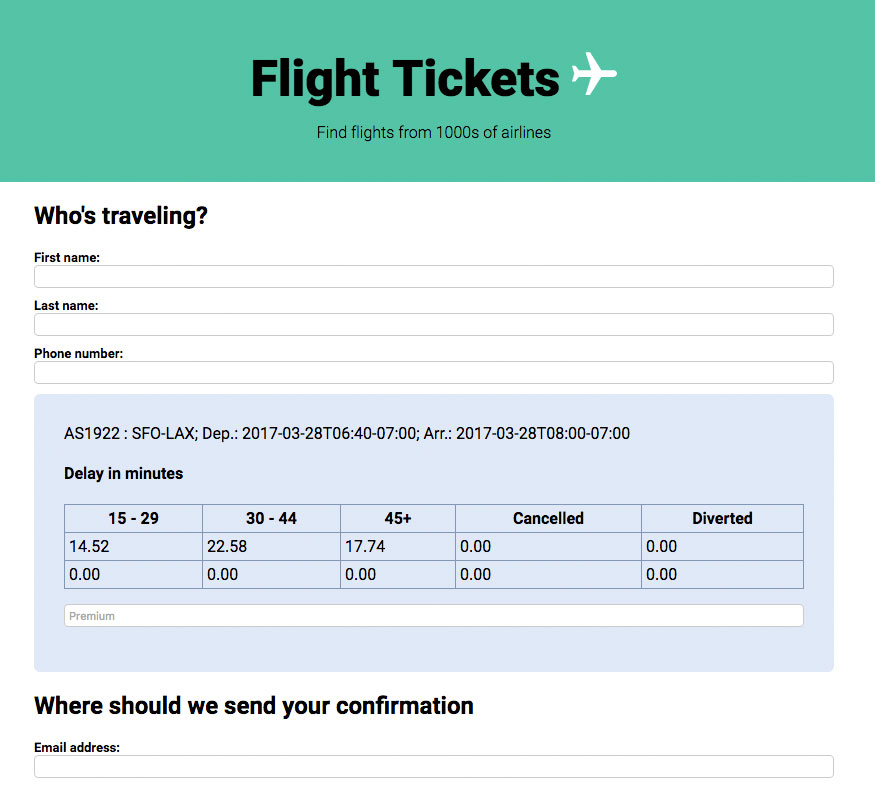 Flight Tickets
Find flights from 1000s of airlines
Who's traveling?
First name:
Last name:
Phone number:
AS1922 : SFO-LAX; Dep.: 2017-03-28T06:40-07:00; Arr.: 2017-03-28T08:00-07:00
Delay in minutes
15 - 29 30 - 44 45+ Cancelled Diverted
14.52 22.58 17.74 0.00 0.00
0.00 0.00 0.00 0.00 0.00
Premium
Where should we send your confirmation
Email address: